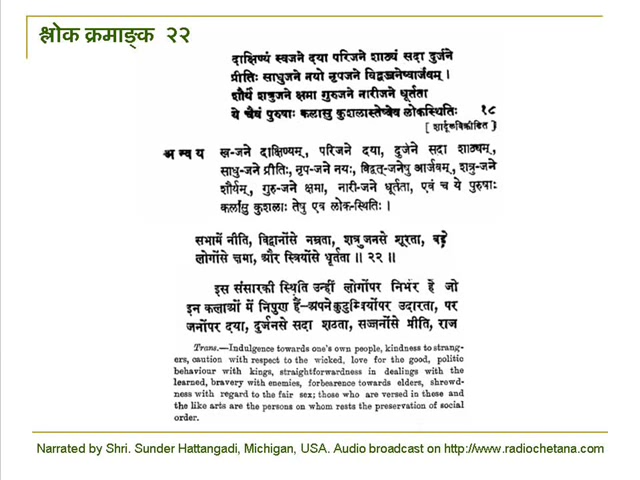 श्लोक क्रमाङ्क २२
दाक्षिण्यं स्वजने दया परिजने शाठ्यं सदा दुर्जने
प्रीतिः साधुजने नयो नृपजने विद्वज्जनेष्वार्जवम् ।
शौर्यं शत्रुजने क्षमा गुरुजने नारीजने धूर्तता
ये चैवं पुरुषाः कलासु कुशलास्तेष्वेव लोकस्थितिः १८
[ शार्दूलविक्रीडित ]
अ न्व य स्व-जने दाक्षिण्यम्, परिजने दया, दुर्जने सदा शाठ्यम्,
साधु-जने प्रीतिः, नृप-जने नयः, विद्वत्-जनेषु आर्जवम्, शत्रु-जने
शौर्यम्, गुरु-जने क्षमा, नारी-जने धूर्तता, एवं च ये पुरुषाः
कलासु कुशलाः तेषु एव लोक-स्थितिः ।
सभामें नीति, विद्वानोंसे नम्रता, शत्रुजनसे शूरता, बड़े
लोगोंसे क्षमा, और स्त्रियोंसे धूर्तता ॥ २२ ॥
इस संसारकी स्थिति उन्हीं लोगोंपर निर्भर है जो
इन कलाओं में निपुण हैं–अपने कुटुम्बियोंपर उदारता, पर
जनोंपर दया, दुर्जनसे सदा शठता, सज्जनोंसे प्रीति, राज
Trans.—Indulgence towards one's own people, kindness to strang-
ers, caution with respect to the wicked, love for the good, politic
behaviour with kings, straightforwardness in dealings with the
learned, bravery with enemies, forbearance towards elders, shrewd-
ness with regard to the fair sex; those who are versed in these and
the like arts are the persons on whom rests the preservation of social
order.
Narrated by Shri. Sunder Hattangadi, Michigan, USA. Audio broadcast on http://www.radiochetana.com